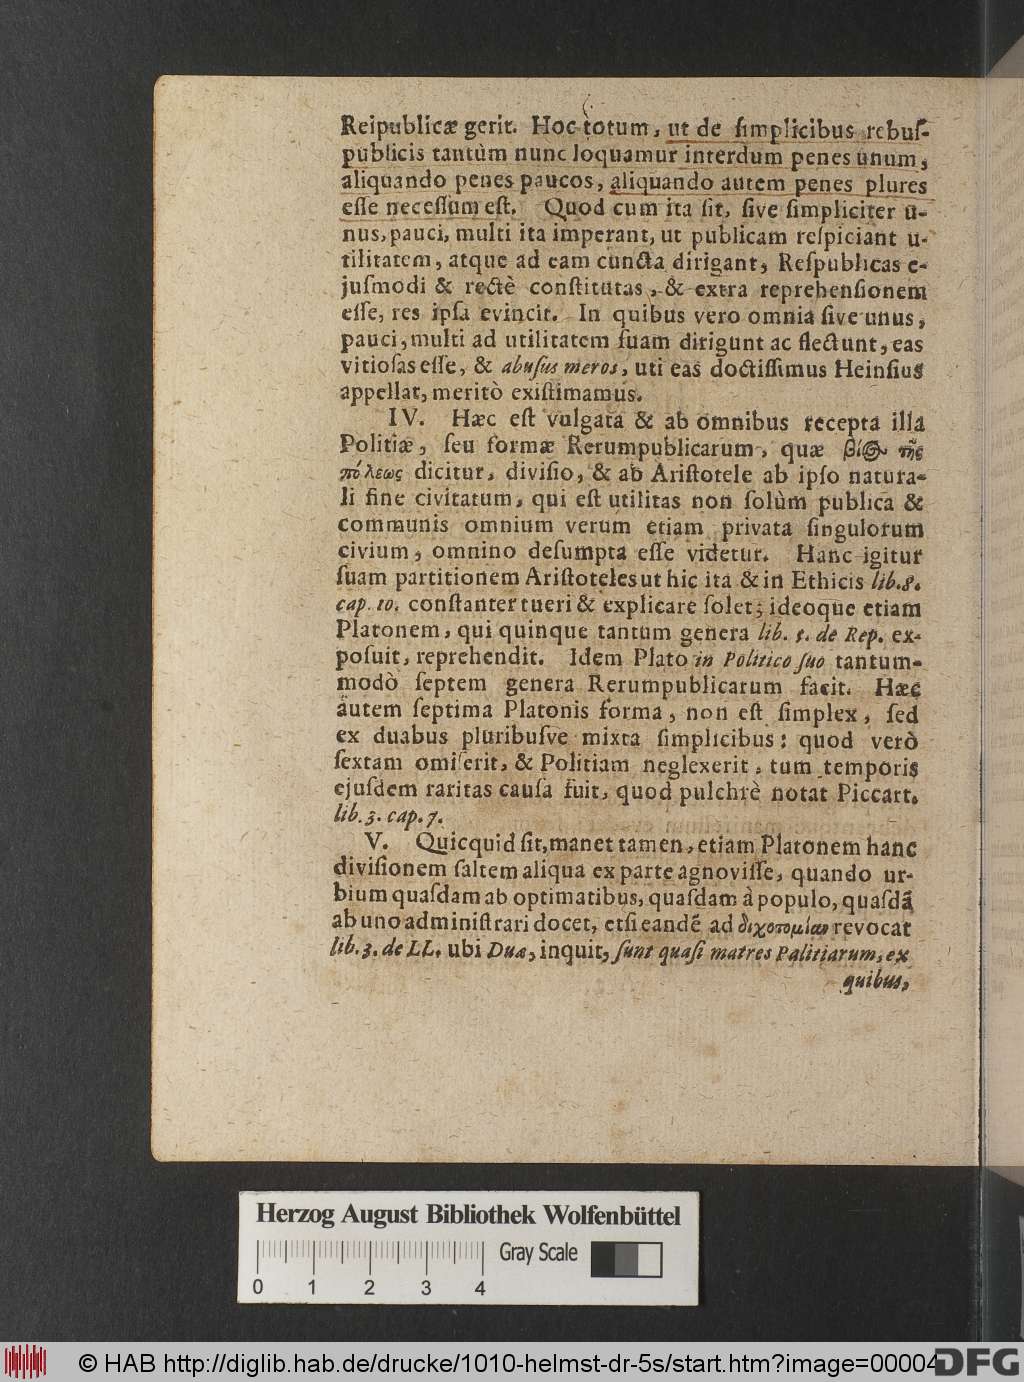 Reipublicæ gerit. Hoc totum, ut de ſimplicibus rebuſ-
publicis tantùm nunc loquamur interdum penes unum,
aliquando penes paucos, aliquando autem penes plures
eſſe neceſſum eſt. Quod cum ita ſit, ſive ſimpliciter u-
nus, pauci, multi ita imperant, ut publicam reſpiciant u-
tilitatem, atque ad eam cuncta dirigant, Reſpublicas e-
juſmodi & rectè conſtitutas, & extra reprehenſionem
eſſe, res ipſa evincit. In quibus vero omnia ſive unus,
pauci, multi ad utilitatem ſuam dirigunt ac flectunt, eas
vitioſas eſſe, & abuſus meros, uti eas doctiſſimus Heinſius
appellat, meritò exiſtimamus.
IV. Hæc eſt vulgata & ab omnibus recepta illa
Politiæ, ſeu formæ Rerumpublicarum, quæ βίος τῆς
πόλεως dicitur, diviſio, & ab Ariſtotele ab ipſo natura-
li fine civitatum, qui eſt utilitas non ſolùm publica &
communis omnium verum etiam privata ſingulorum
civium, omnino deſumpta eſſe videtur. Hanc igitur
ſuam partitionem Ariſtoteles ut hic ita & in Ethicis lib. 8.
cap. 10. conſtanter tueri & explicare ſolet; ideoque etiam
Platonem, qui quinque tantum genera lib. 5. de Rep. ex-
poſuit, reprehendit. Idem Plato in Politico ſuo tantum-
modò ſeptem genera Rerumpublicarum facit. Hæc
autem ſeptima Platonis forma, non eſt ſimplex, ſed
ex duabus pluribuſve mixta ſimplicibus: quod verò
ſextam omiſerit, & Politiam neglexerit, tum temporis
ejuſdem raritas cauſa fuit, quod pulchrè notat Piccart.
lib. 3. cap. 7.
V. Quicquid ſit, manet tamen, etiam Platonem hanc
diviſionem ſaltem aliqua ex parte agnoviſſe, quando ur-
bium quaſdam ab optimatibus, quaſdam à populo, quaſdã
ab uno adminiſtrari docet, etſi eandẽ ad διχοτομίαν revocat
lib. 3. de LL. ubi Duæ, inquit, ſunt quaſi matres Palitiarum, ex
quibus,
Herzog August Bibliothek Wolfenbüttel
Gray Scale
0 1 2 3 4
© HAB http://diglib.hab.de/drucke/1010-helmst-dr-5s/start.htm?image=00004
DFG